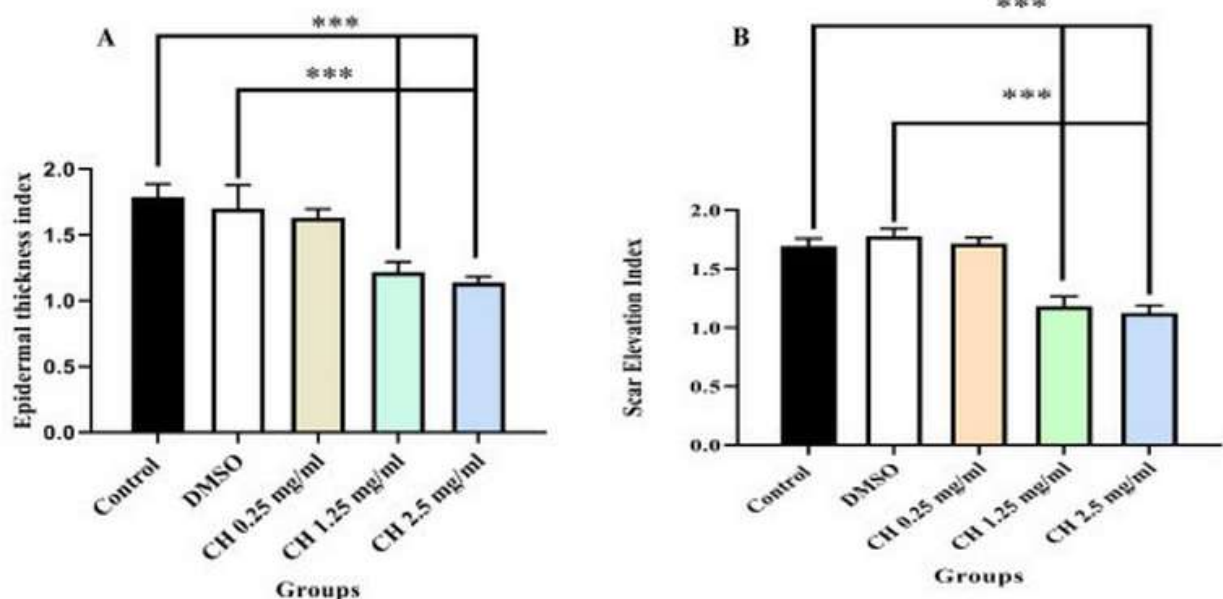 A
***
***
Epidermal thickness index
2.0
1.5
1.0
0.5
0.0
Control
DMSO
CH 0.25 mg/ml
CH 1.25 mg/ml
CH 2.5 mg/ml
Groups
B
***
***
Scar Elevation Index
2.0
1.5
1.0
0.5
0.0
Control
DMSO
CH 0.25 mg/ml
CH 1.25 mg/ml
CH 2.5 mg/ml
Groups